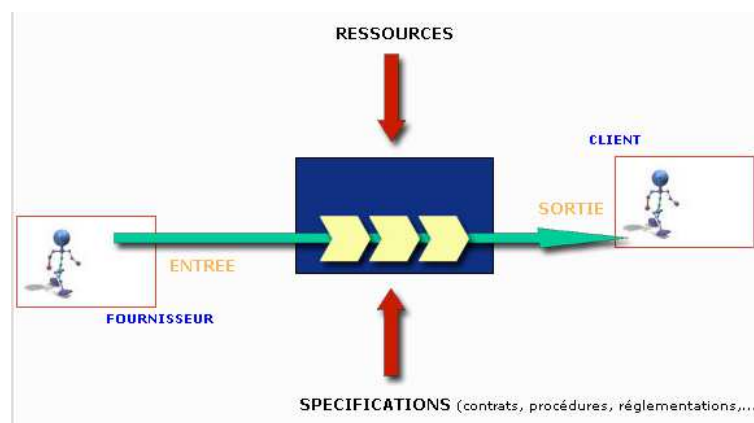 RESSOURCES
CLIENT
SORTIE
ENTREE
FOURNISSEUR
SPECIFICATIONS (contrats, procédures, réglementations,...